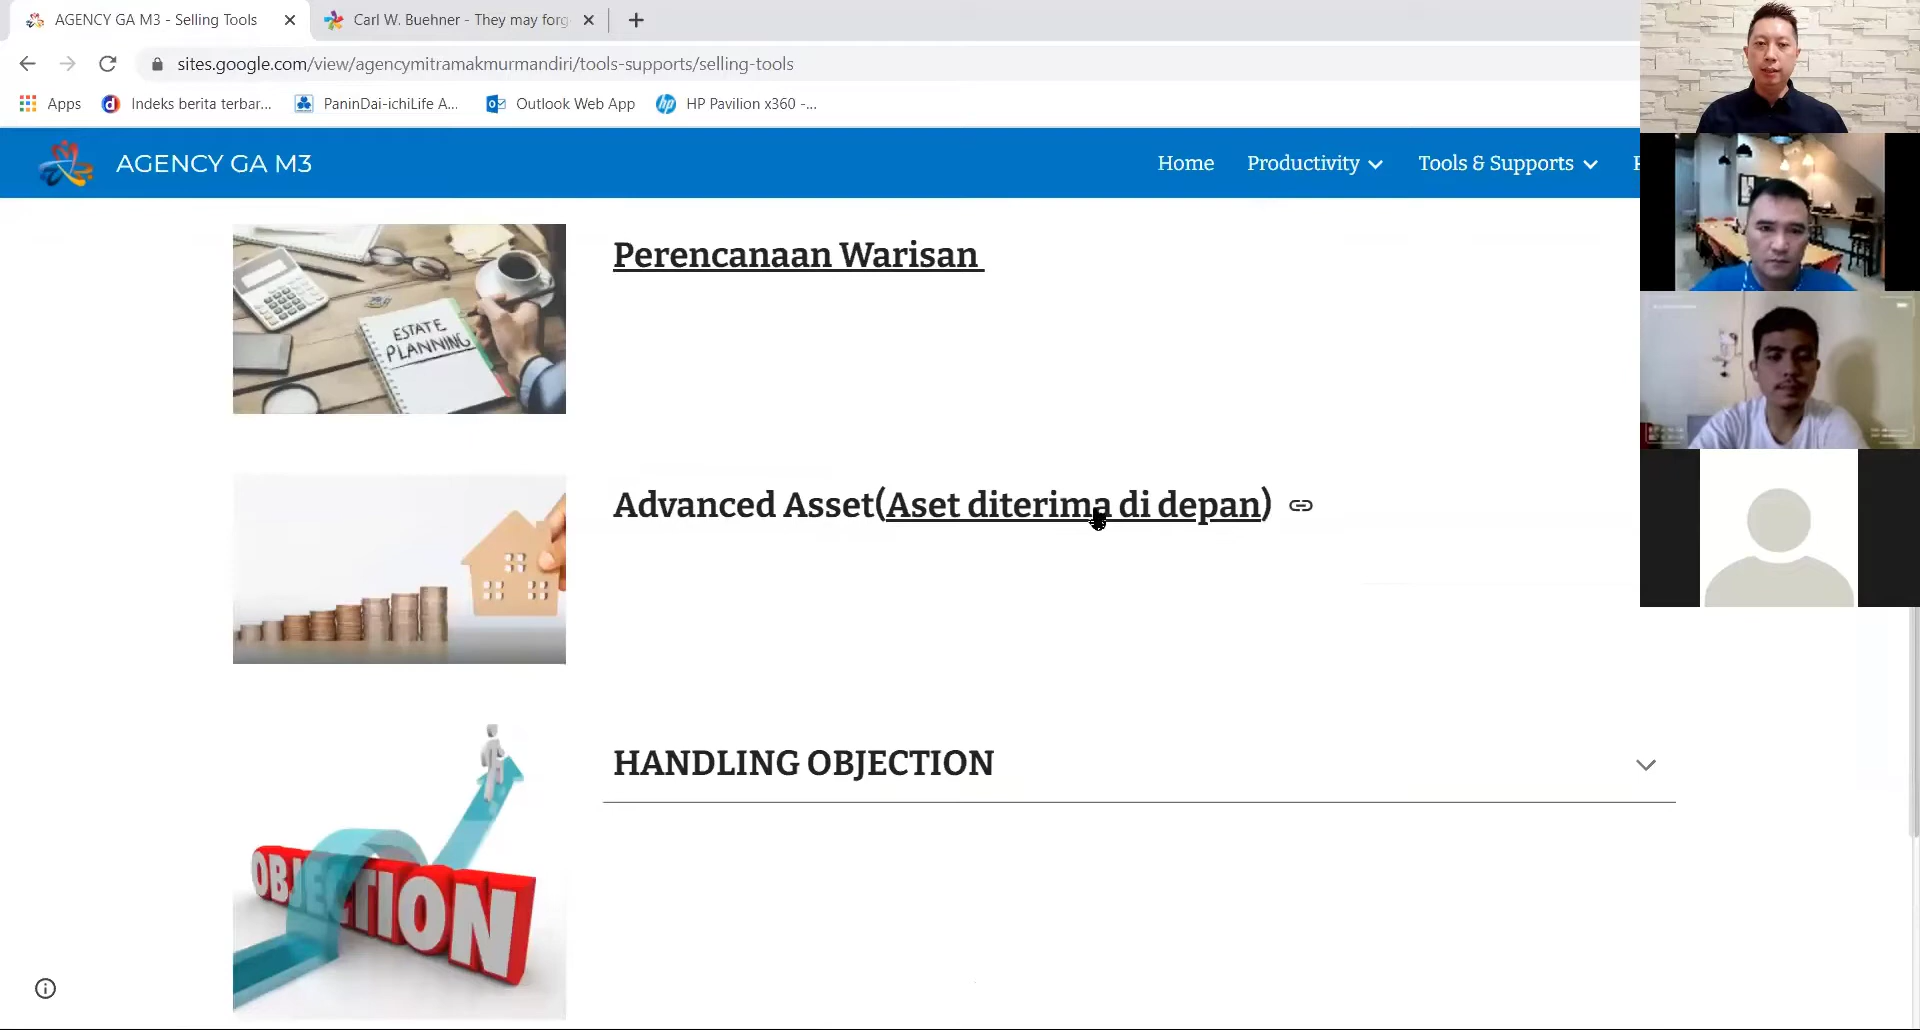 AGENCY GA M3 - Selling Tools
Carl W. Buehner - They may forg
sites.google.com/view/agencymitramakmurmandiri/tools-supports/selling-tools
Apps
Indeks berita terbar...
PaninDai-ichiLife A...
Outlook Web App
HP Pavilion x360 -...
AGENCY GA M3
Home
Productivity
Tools & Supports
ESTATE
PLANNING
Perencanaan Warisan
Advanced Asset(Aset diterima di depan)
OBJECTION
HANDLING OBJECTION